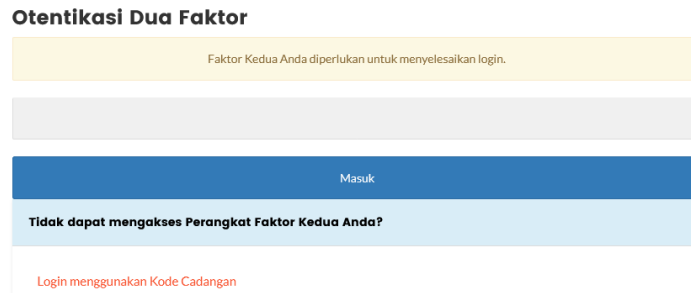 Otentikasi Dua Faktor
Faktor Kedua Anda diperlukan untuk menyelesaikan login.
Masuk
Tidak dapat mengakses Perangkat Faktor Kedua Anda?
Login menggunakan Kode Cadangan